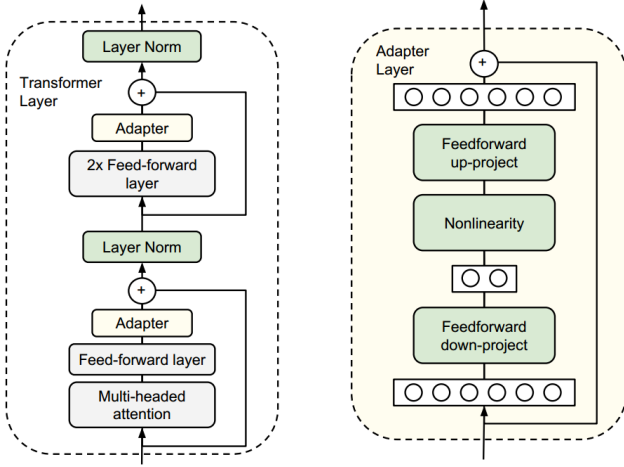 Layer Norm
Transformer
Layer
+
Adapter
2x Feed-forward
layer
Layer Norm
+
Adapter
Feed-forward layer
Multi-headed
attention
Adapter
Layer
+
Feedforward
up-project
Nonlinearity
Feedforward
down-project